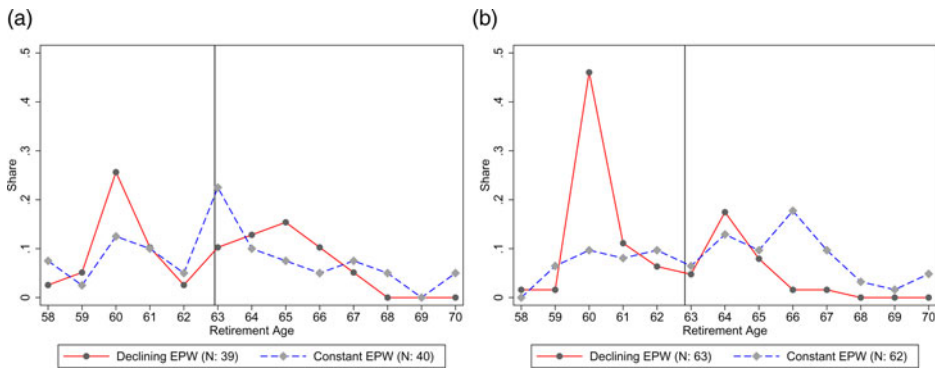 (a)
Share
.5
.4
.3
.2
.1
0
58 59 60 61 62 63 64 65 66 67 68 69 70
Retirement Age
Declining EPW (N: 39) Constant EPW (N: 40)
(b)
Share
.5
.4
.3
.2
.1
0
58 59 60 61 62 63 64 65 66 67 68 69 70
Retirement Age
Declining EPW (N: 63) Constant EPW (N: 62)